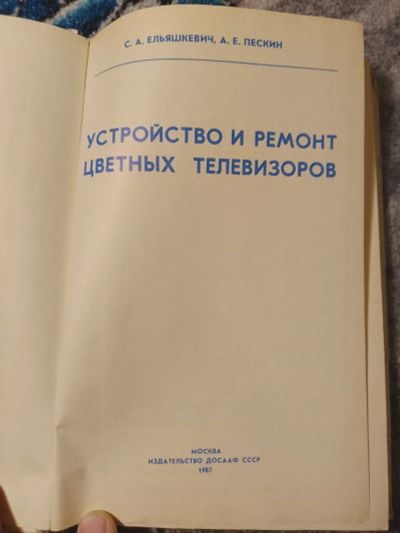 С. А. ЕЛЬЯШКЕВИЧ, А. Е. ПЕСКИН
УСТРОЙСТВО И РЕМОНТ
ЦВЕТНЫХ ТЕЛЕВИЗОРОВ
МОСКВА
ИЗДАТЕЛЬСТВО ДОСААФ СССР
1987